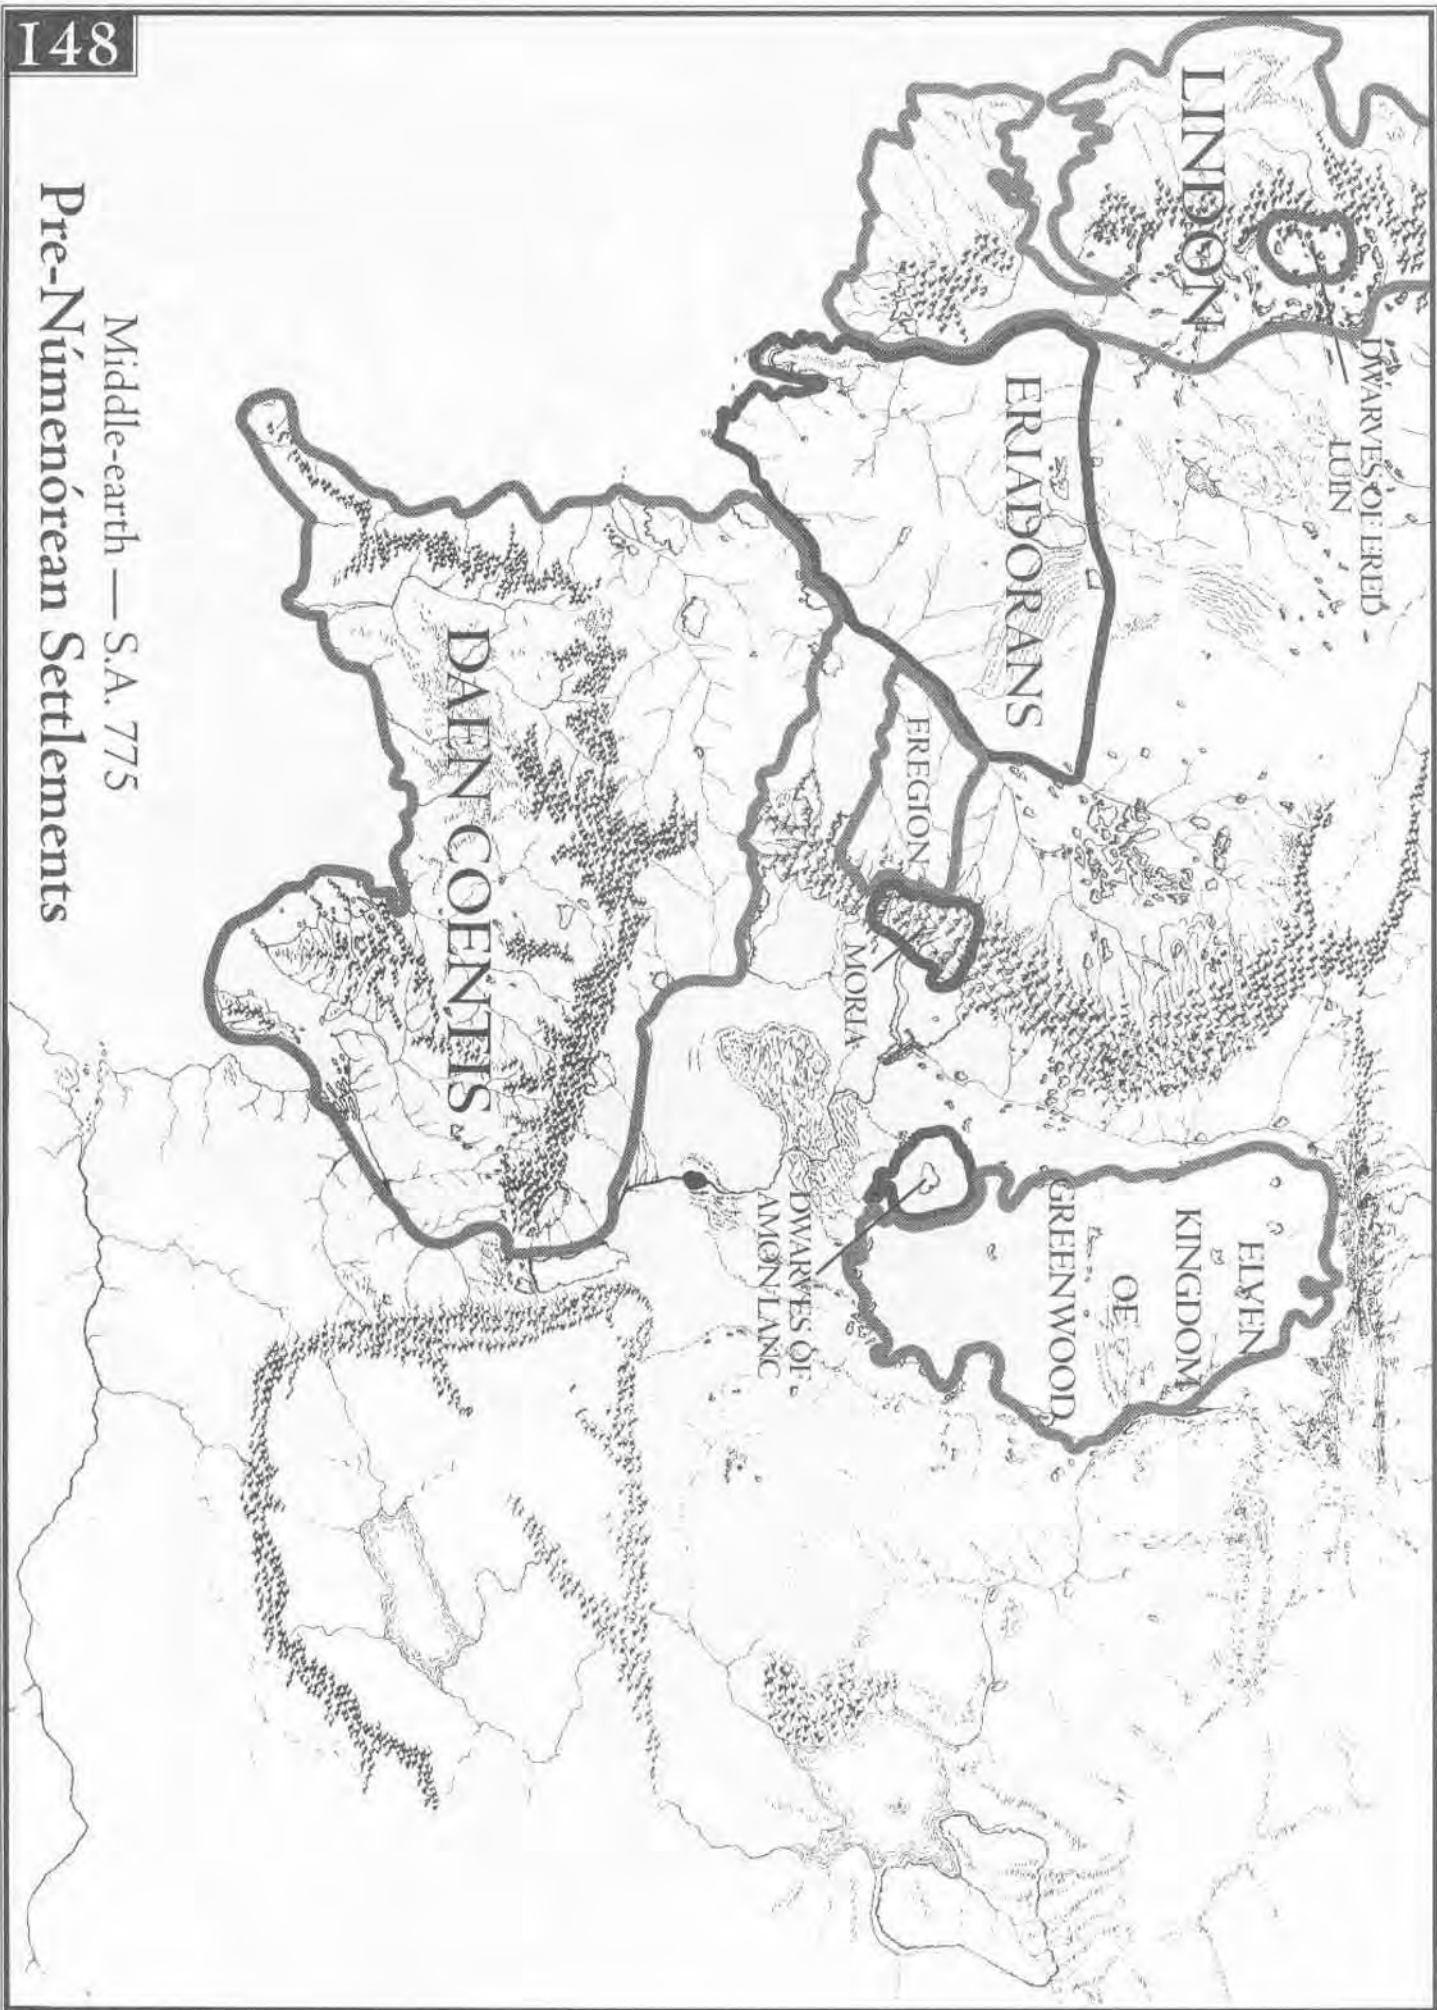 148
LINDON
DWARVES OF ERED
LUIN
ERIADORANS
EREGION
MORIA
ELVEN
KINGDOM
OF
GREENWOOD
DWARVES OF
AMON LANC
DAEN COENTIS
Middle-earth — S.A. 775
Pre-Númenórean Settlements